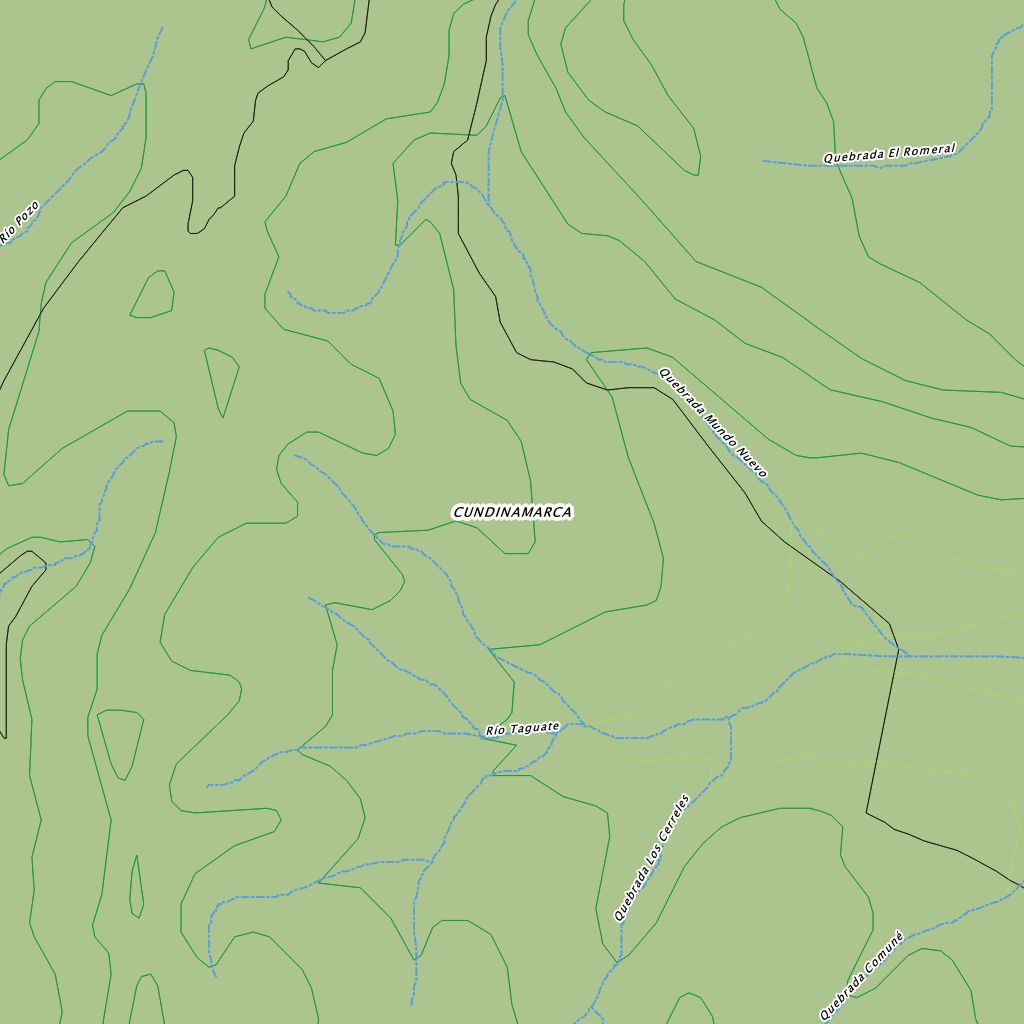 Quebrada El Romeral
Río Pozo
Quebrada Mundo Nuevo
CUNDINAMARCA
Río Taguate
Quebrada Los Cerreles
Quebrada Comuné